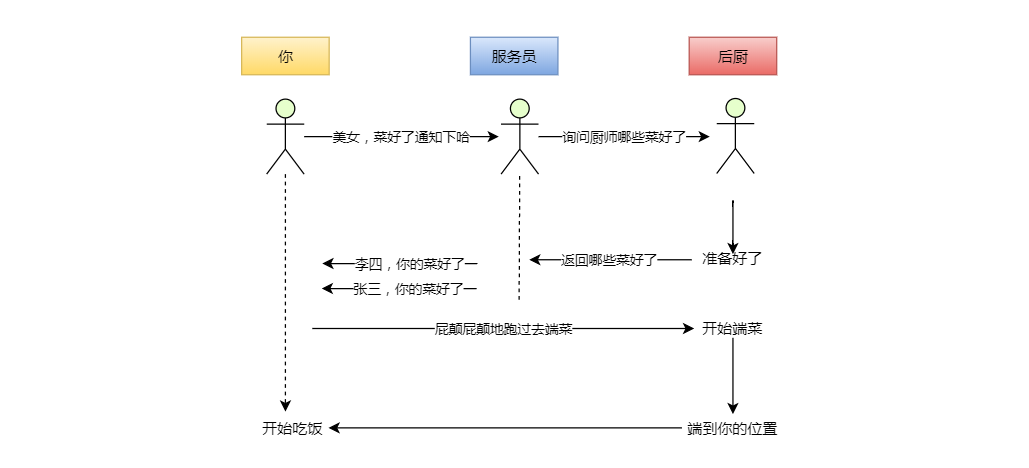 你
服务员
后厨
美女，菜好了通知下哈
询问厨师哪些菜好了
准备好了
返回哪些菜好了
李四，你的菜好了
张三，你的菜好了
屁颠屁颠地跑过去端菜
开始端菜
开始吃饭
端到你的位置